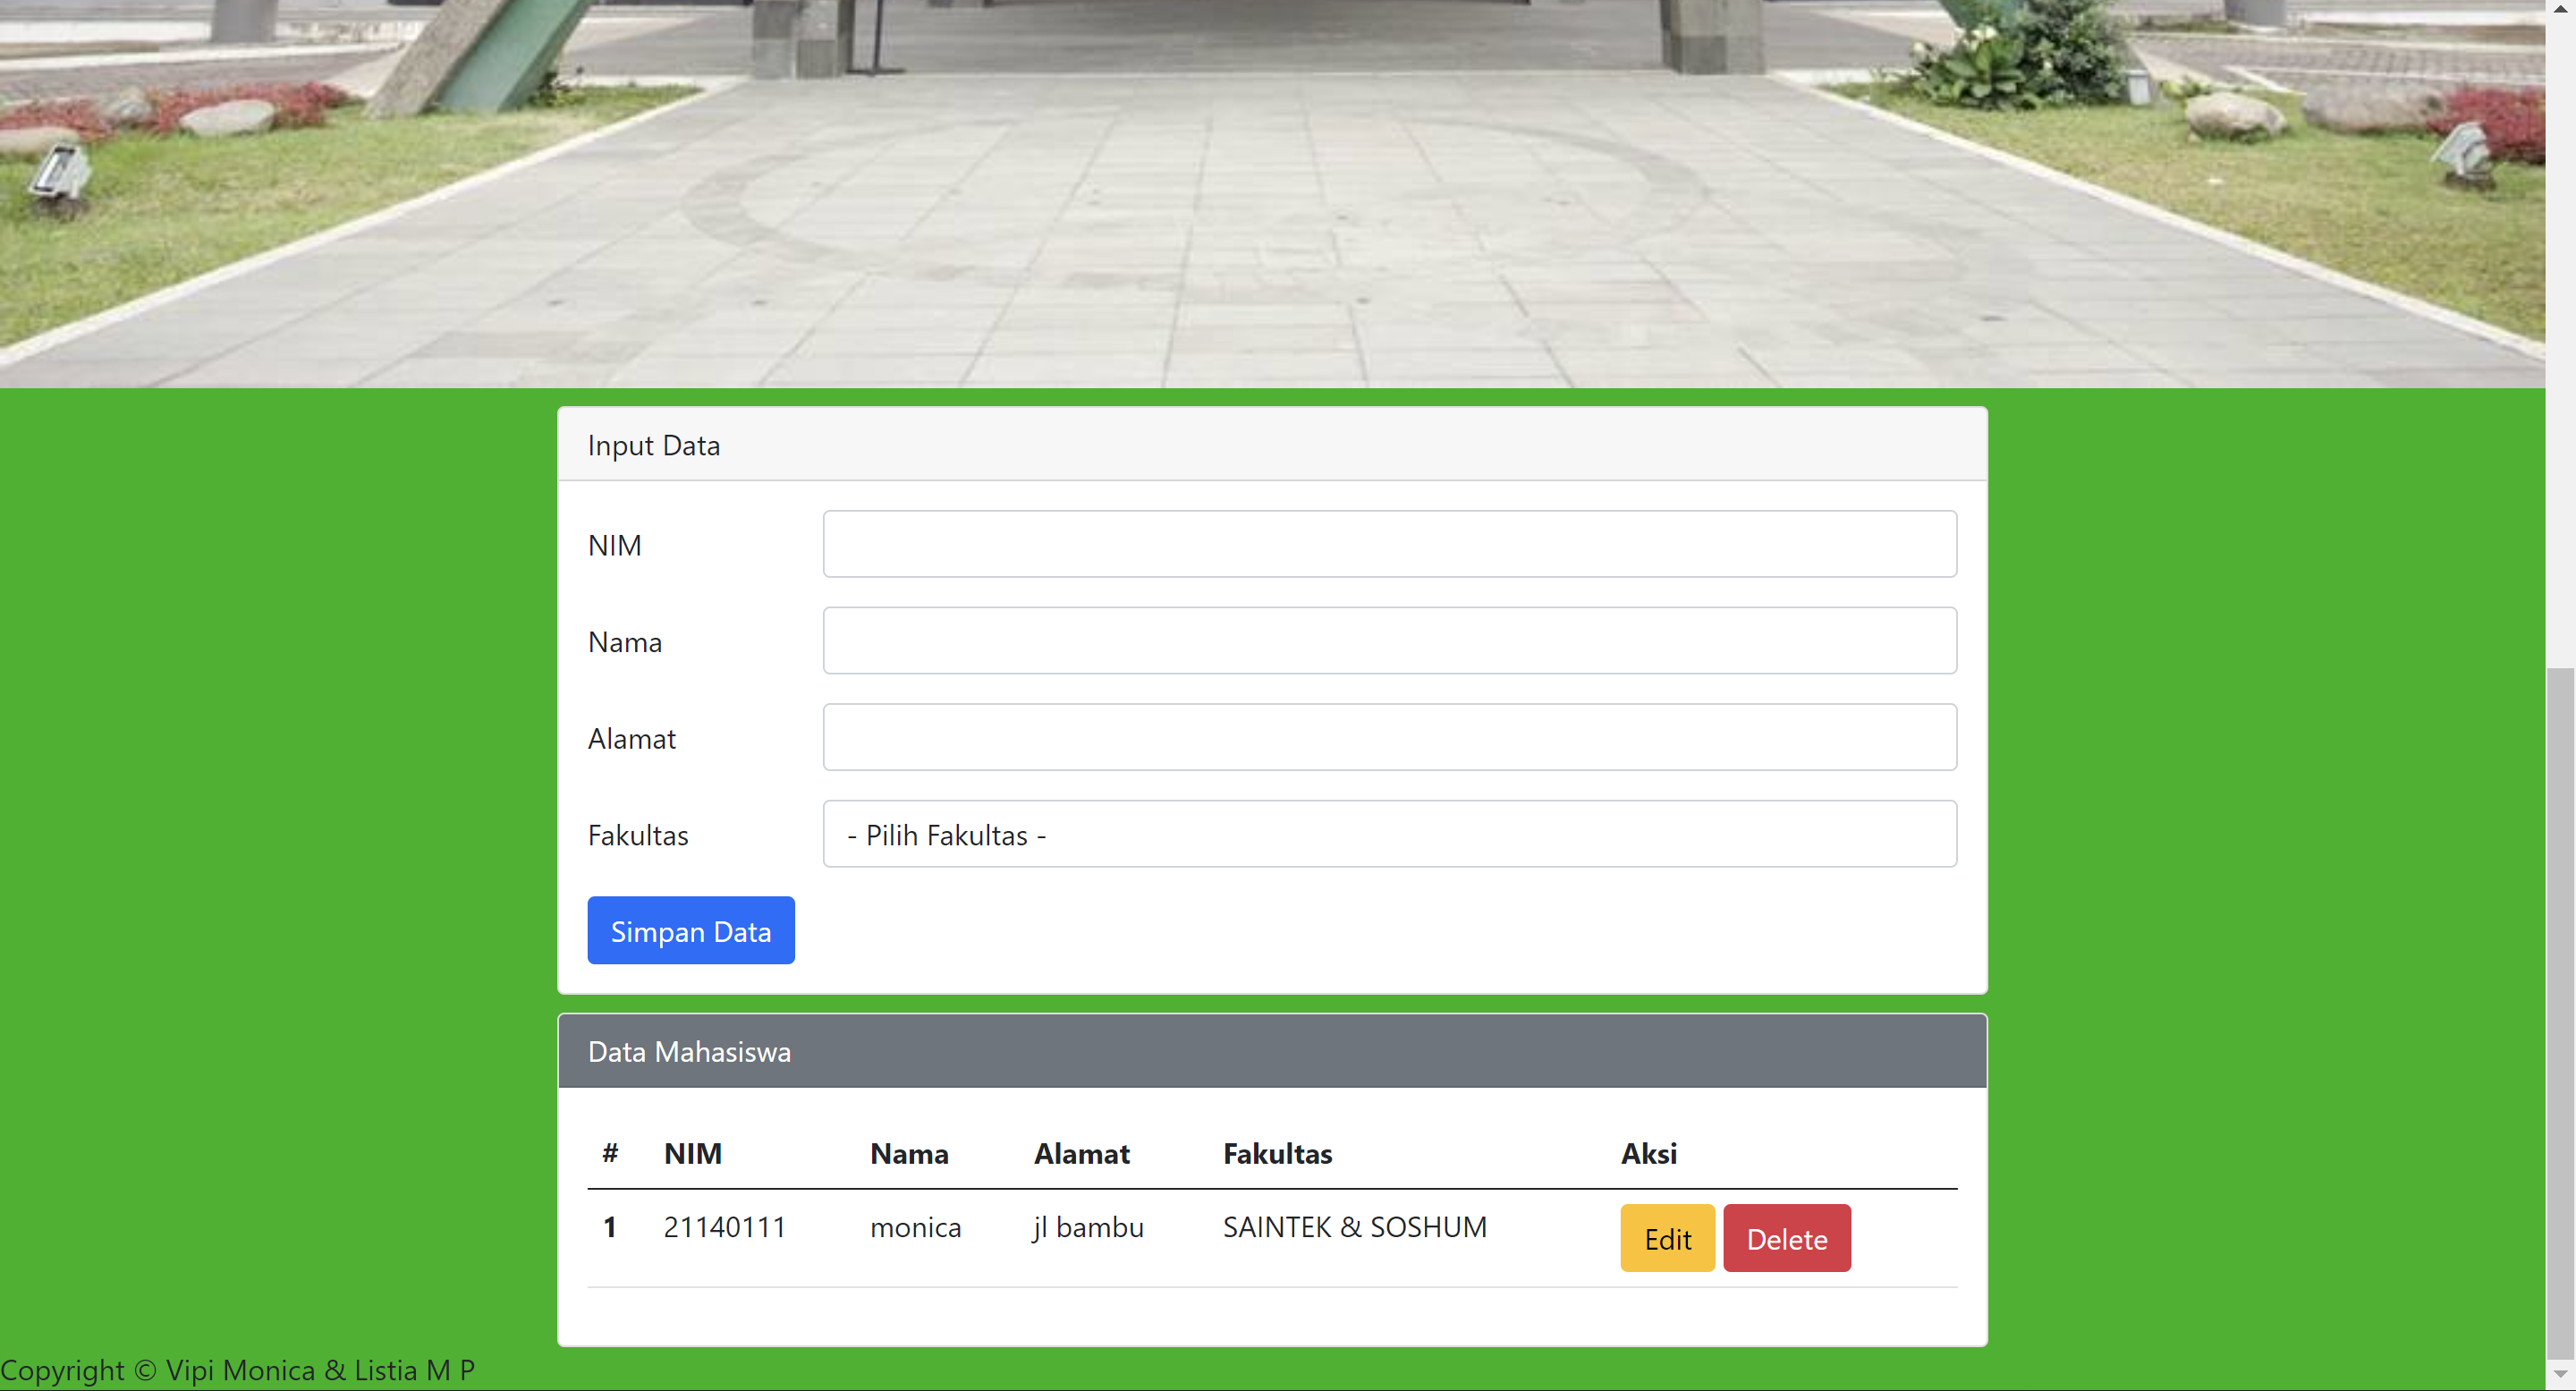 Input Data
NIM
Nama
Alamat
Fakultas - Pilih Fakultas -
Simpan Data
Data Mahasiswa
# NIM Nama Alamat Fakultas Aksi
1 21140111 monica jl bambu SAINTEK & SOSHUM Edit Delete
Copyright © Vipi Monica & Listia M P